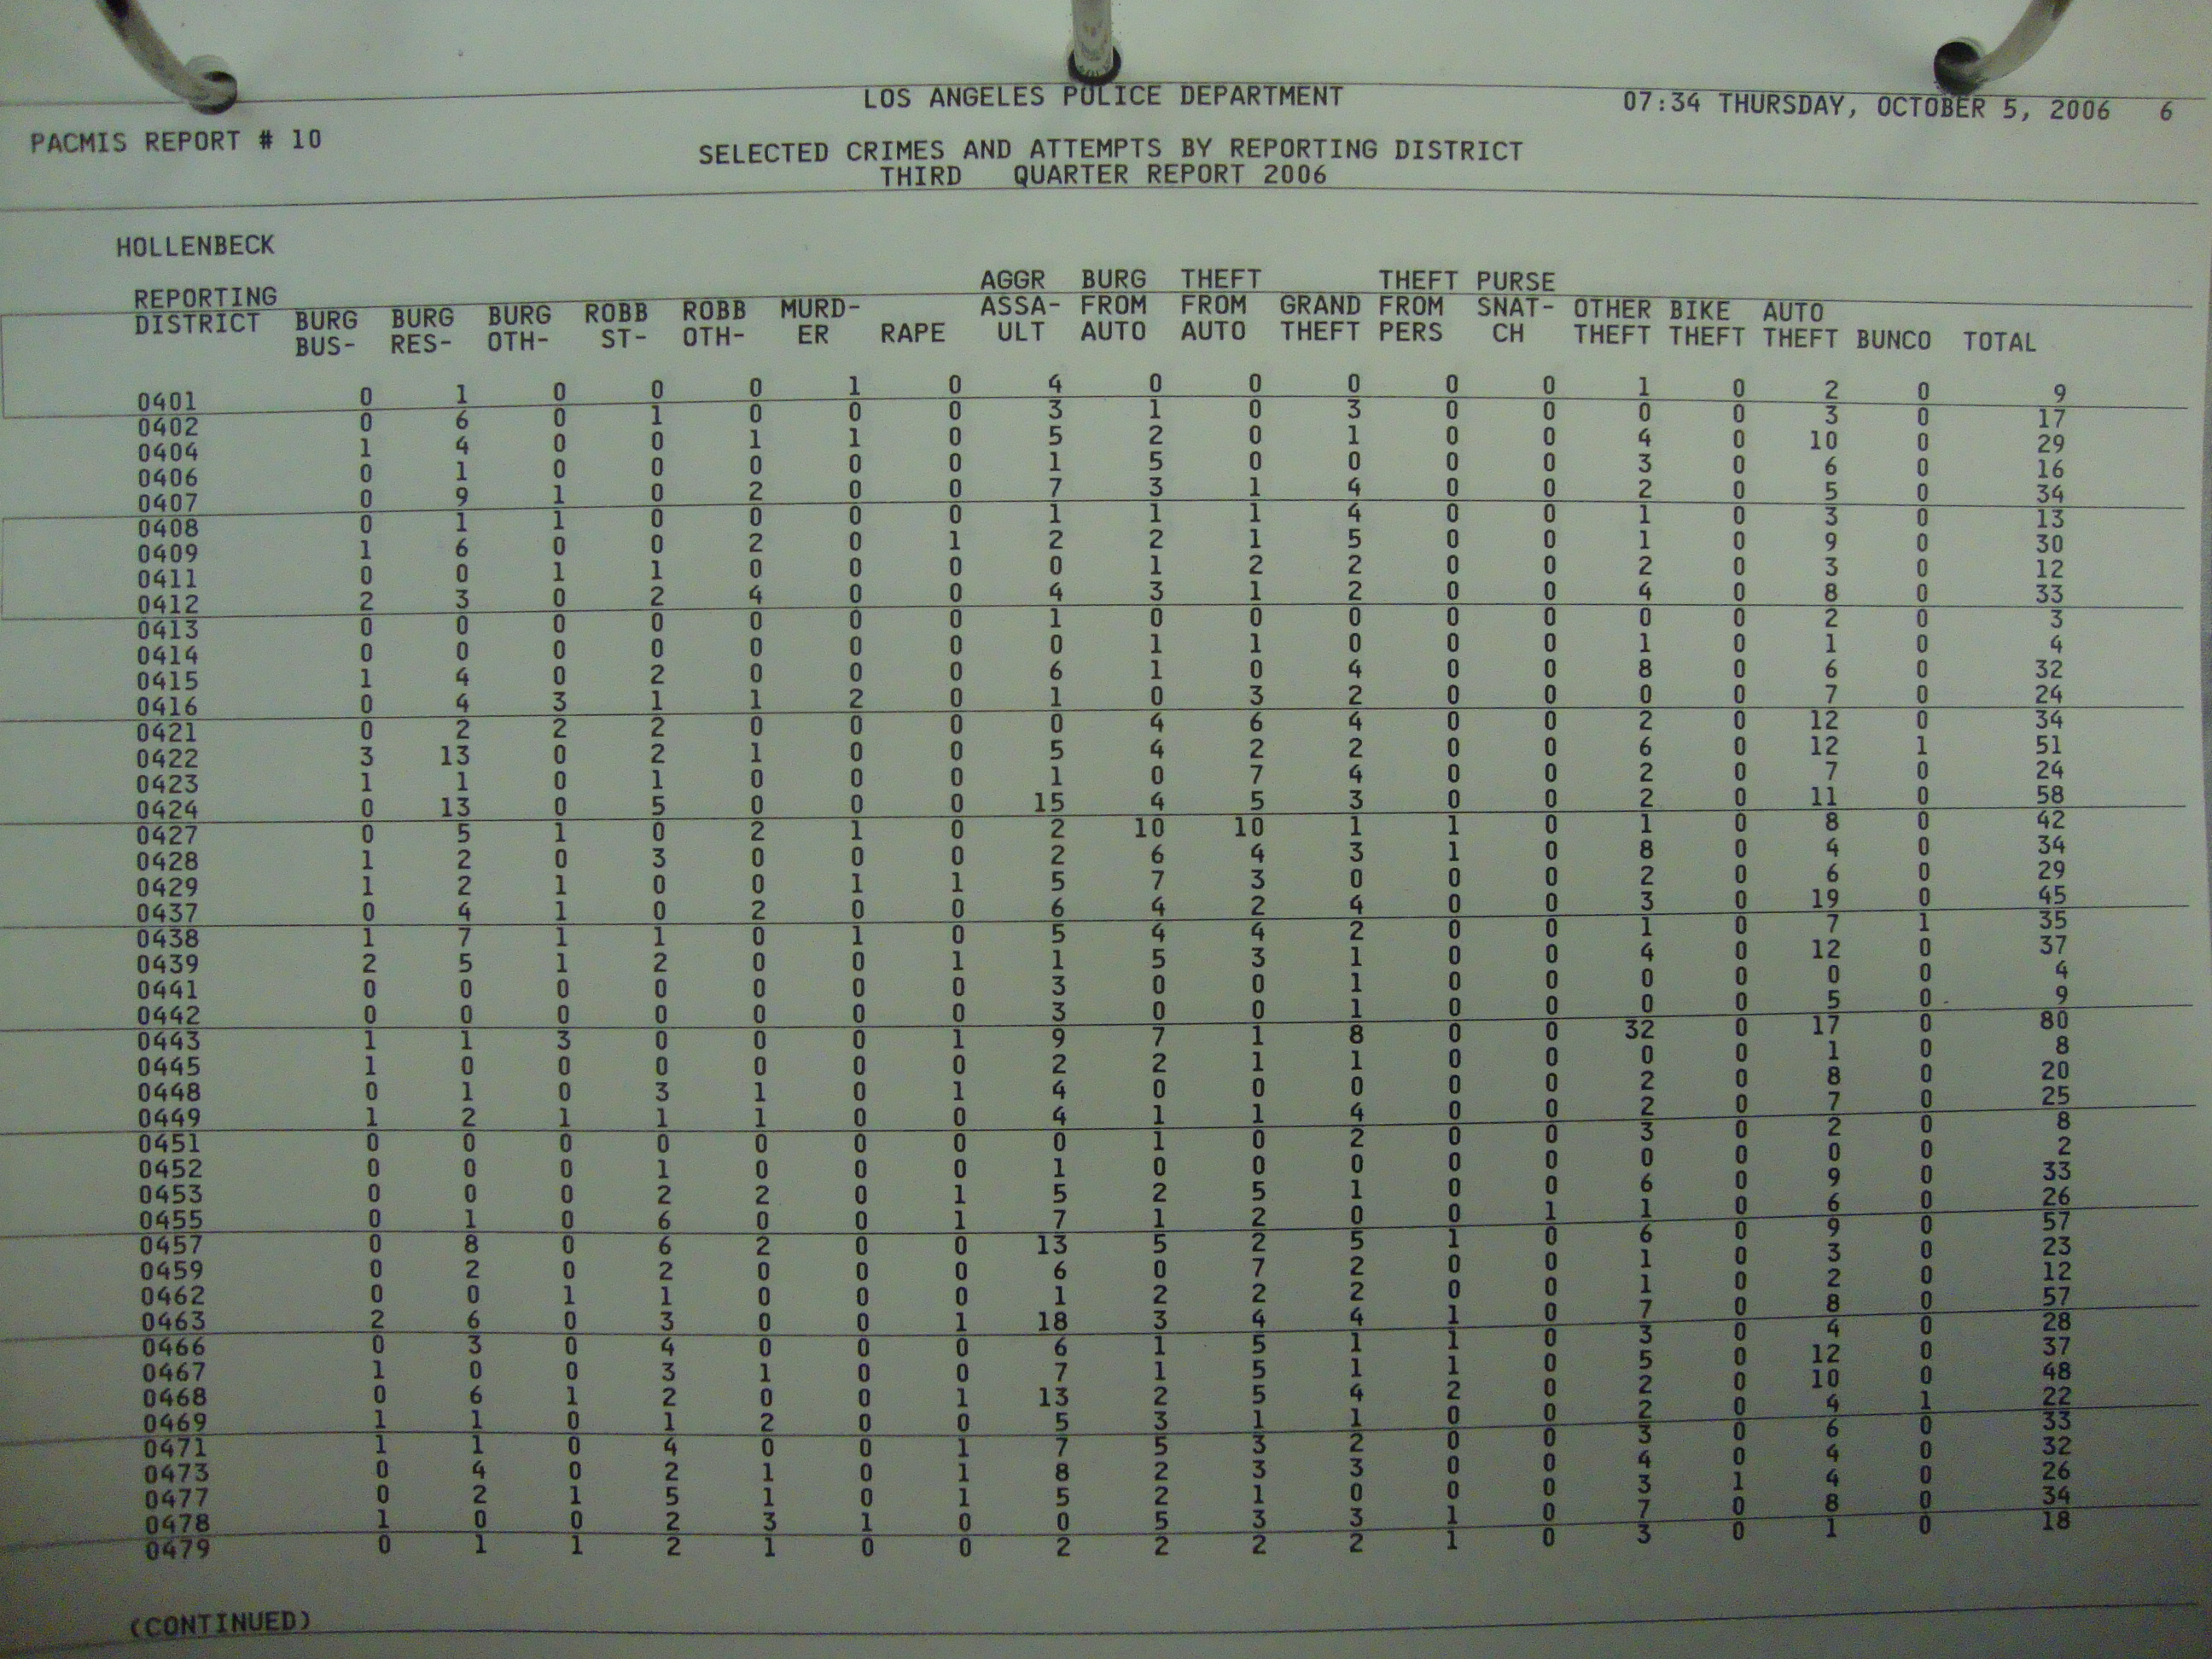 LOS ANGELES POLICE DEPARTMENT 07:34 THURSDAY, OCTOBER 5, 2006 6
PACMIS REPORT # 10
SELECTED CRIMES AND ATTEMPTS BY REPORTING DISTRICT
THIRD QUARTER REPORT 2006
HOLLENBECK
AGGR BURG THEFT THEFT PURSE
REPORTING BURG BURG BURG ROBB ROBB MURD- ASSA- FROM FROM GRAND FROM SNAT- OTHER BIKE AUTO
DISTRICT BUS- RES- OTH- ST- OTH- ER RAPE ULT AUTO AUTO THEFT PERS CH THEFT THEFT THEFT BUNCO TOTAL
0401 0 1 0 0 0 1 0 4 0 0 0 0 0 1 0 2 0 9
0402 0 6 0 1 0 0 0 3 1 0 3 0 0 0 0 3 0 17
0404 1 4 0 0 1 1 0 5 2 0 1 0 0 4 0 10 0 29
0406 0 1 0 0 0 0 0 1 5 0 0 0 0 3 0 6 0 16
0407 0 9 1 0 2 0 0 7 3 1 4 0 0 2 0 5 0 34
0408 0 1 1 0 0 0 0 1 1 1 4 0 0 1 0 3 0 13
0409 1 6 0 0 2 0 1 2 2 1 5 0 0 1 0 9 0 30
0411 0 0 1 1 0 0 0 0 1 2 2 0 0 2 0 3 0 12
0412 2 3 0 2 4 0 0 4 3 1 2 0 0 4 0 8 0 33
0413 0 0 0 0 0 0 0 1 0 0 0 0 0 0 0 2 0 3
0414 0 0 0 0 0 0 0 0 1 1 0 0 0 1 0 1 0 4
0415 1 4 0 2 0 0 0 6 1 0 4 0 0 8 0 6 0 32
0416 0 4 3 1 1 2 0 1 0 3 2 0 0 0 0 7 0 24
0421 0 2 2 2 0 0 0 0 4 6 4 0 0 2 0 12 0 34
0422 3 13 0 2 1 0 0 5 4 2 2 0 0 6 0 12 1 51
0423 1 1 0 1 0 0 0 1 0 7 4 0 0 2 0 7 0 24
0424 0 13 0 5 0 0 0 15 4 5 3 0 0 2 0 11 0 58
0427 0 5 1 0 2 1 0 2 10 10 1 1 0 1 0 8 0 42
0428 1 2 0 3 0 0 0 2 6 4 3 1 0 8 0 4 0 34
0429 1 2 1 0 0 1 1 5 7 3 0 0 0 2 0 6 0 29
0437 0 4 1 0 2 0 0 6 4 2 4 0 0 3 0 19 0 45
0438 1 7 1 1 0 1 0 5 4 4 2 0 0 1 0 7 1 35
0439 2 5 1 2 0 0 1 1 5 3 1 0 0 4 0 12 0 37
0441 0 0 0 0 0 0 0 3 0 0 1 0 0 0 0 0 0 4
0442 0 0 0 0 0 0 0 3 0 0 1 0 0 0 0 5 0 9
0443 1 1 3 0 0 0 1 9 7 1 8 0 0 32 0 17 0 80
0445 1 0 0 0 0 0 0 2 2 1 1 0 0 0 0 1 0 8
0448 0 1 0 3 1 0 1 4 0 0 0 0 0 2 0 8 0 20
0449 1 2 1 1 1 0 0 4 1 1 4 0 0 2 0 7 0 25
0451 0 0 0 0 0 0 0 0 1 0 2 0 0 3 0 2 0 8
0452 0 0 0 1 0 0 0 1 0 0 0 0 0 0 0 0 0 2
0453 0 0 0 2 2 0 1 5 2 5 1 0 0 6 0 9 0 33
0455 0 1 0 6 0 0 1 7 1 2 0 0 1 1 0 6 0 26
0457 0 8 0 6 2 0 0 13 5 2 5 1 0 6 0 9 0 57
0459 0 2 0 2 0 0 0 6 0 7 2 0 0 1 0 3 0 23
0462 0 0 1 1 0 0 0 1 2 2 2 0 0 1 0 2 0 12
0463 2 6 0 3 0 0 1 18 3 4 4 1 0 7 0 8 0 57
0466 0 3 0 4 0 0 0 6 1 5 1 1 0 3 0 4 0 28
0467 1 0 0 3 1 0 0 7 1 5 1 1 0 5 0 12 0 37
0468 0 6 1 2 0 0 1 13 2 5 4 2 0 2 0 10 0 48
0469 1 1 0 1 2 0 0 5 3 1 1 0 0 2 0 4 1 22
0471 1 1 0 4 0 0 1 7 5 3 2 0 0 3 0 6 0 33
0473 0 4 0 2 1 0 1 8 2 3 3 0 0 4 0 4 0 32
0477 0 2 1 5 1 0 1 5 2 1 0 0 0 3 1 4 0 26
0478 1 0 0 2 3 1 0 0 5 3 3 1 0 7 0 8 0 34
0479 0 1 1 2 1 0 0 2 2 2 2 1 0 3 0 1 0 18
(CONTINUED)